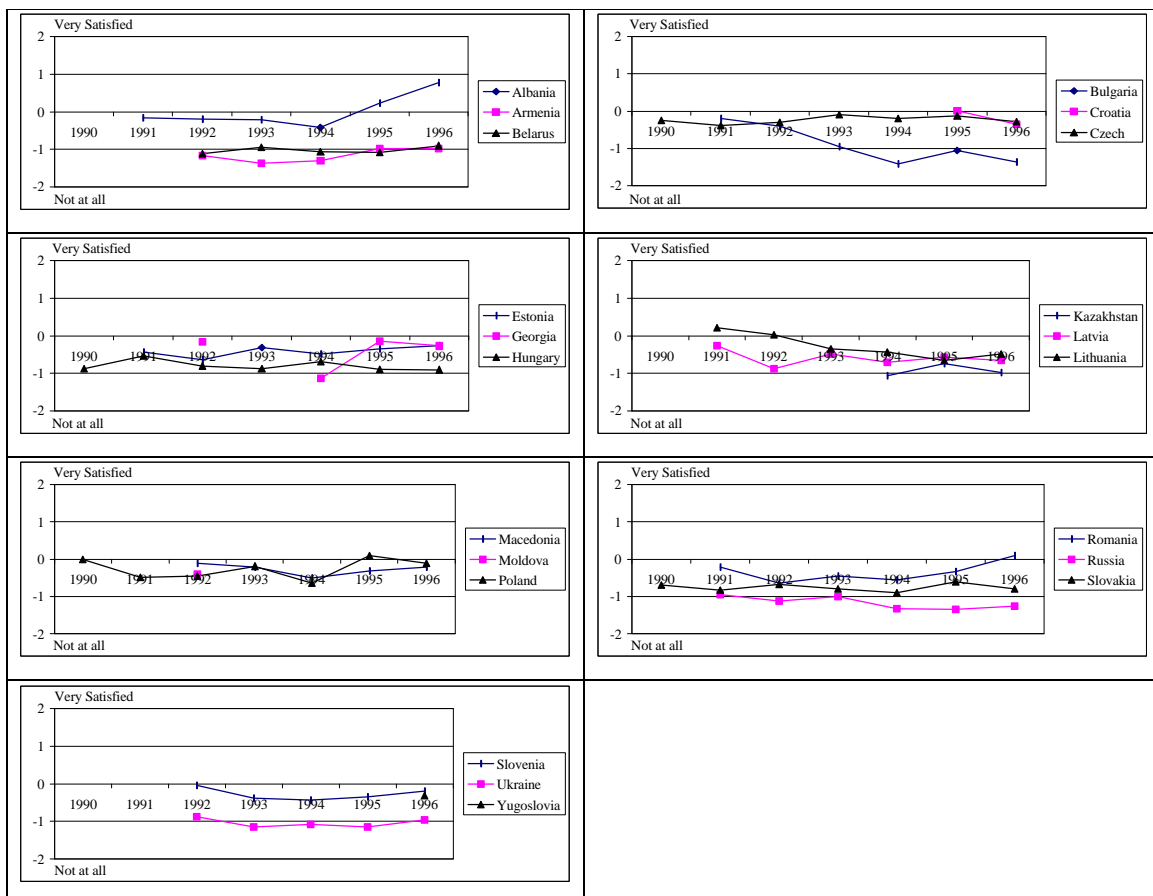 Very Satisfied
2
1
0
-1
-2
1990 1991 1992 1993 1994 1995 1996
Not at all
Albania
Armenia
Belarus
Very Satisfied
2
1
0
-1
-2
1990 1991 1992 1993 1994 1995 1996
Not at all
Bulgaria
Croatia
Czech
Very Satisfied
2
1
0
-1
-2
1990 1991 1992 1993 1994 1995 1996
Not at all
Estonia
Georgia
Hungary
Very Satisfied
2
1
0
-1
-2
1990 1991 1992 1993 1994 1995 1996
Not at all
Kazakhstan
Latvia
Lithuania
Very Satisfied
2
1
0
-1
-2
1990 1991 1992 1993 1994 1995 1996
Not at all
Macedonia
Moldova
Poland
Very Satisfied
2
1
0
-1
-2
1990 1991 1992 1993 1994 1995 1996
Not at all
Romania
Russia
Slovakia
Very Satisfied
2
1
0
-1
-2
1990 1991 1992 1993 1994 1995 1996
Not at all
Slovenia
Ukraine
Yugoslovia